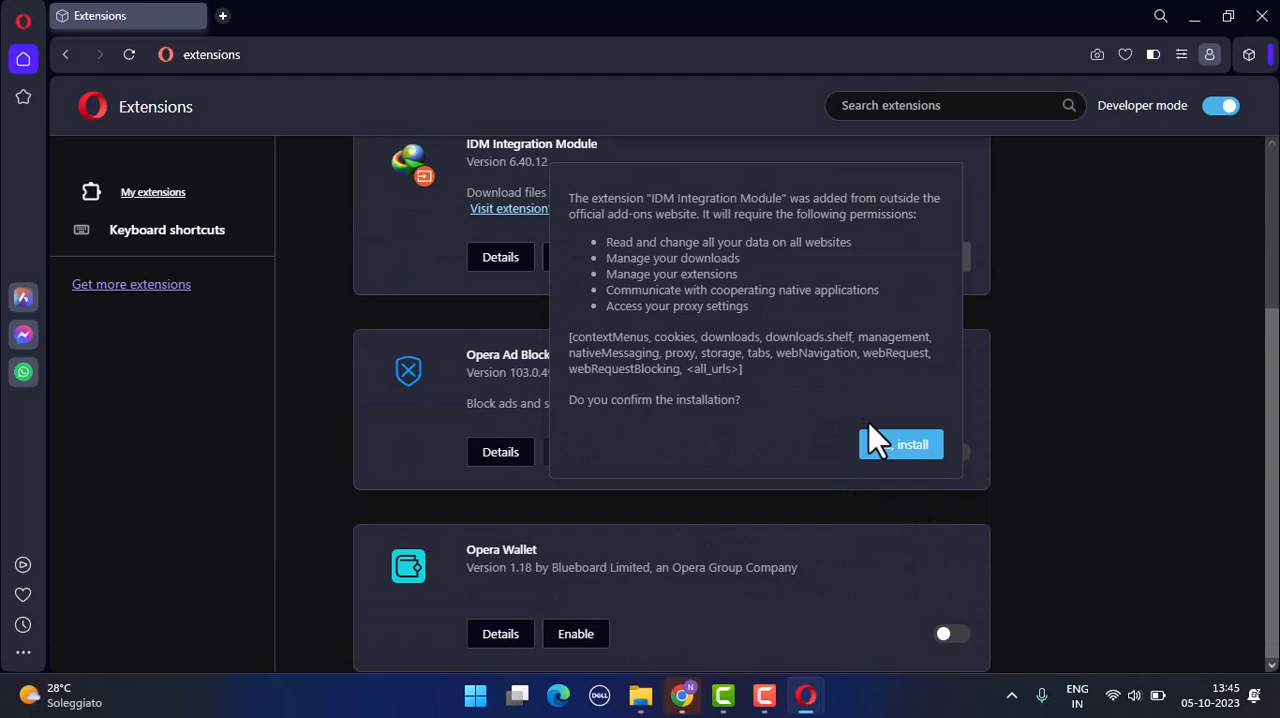 Extensions
extensions
Extensions
Search extensions
Developer mode
My extensions
Keyboard shortcuts
Get more extensions
IDM Integration Module
Version 6.40.12
Download files
Visit extension
Details
The extension "IDM Integration Module" was added from outside the
official add-ons website. It will require the following permissions:
• Read and change all your data on all websites
• Manage your downloads
• Manage your extensions
• Communicate with cooperating native applications
• Access your proxy settings
[contextMenus, cookies, downloads, downloads.shelf, management,
nativeMessaging, proxy, storage, tabs, webNavigation, webRequest,
webRequestBlocking, <all_urls>]
Do you confirm the installation?
install
Opera Ad Bloc
Version 103.0.49
Block ads and s
Details
Opera Wallet
Version 1.18 by Blueboard Limited, an Opera Group Company
Details
Enable
28°C
Soleggiato
DELL
N
ENG
IN
13:45
05-10-2023